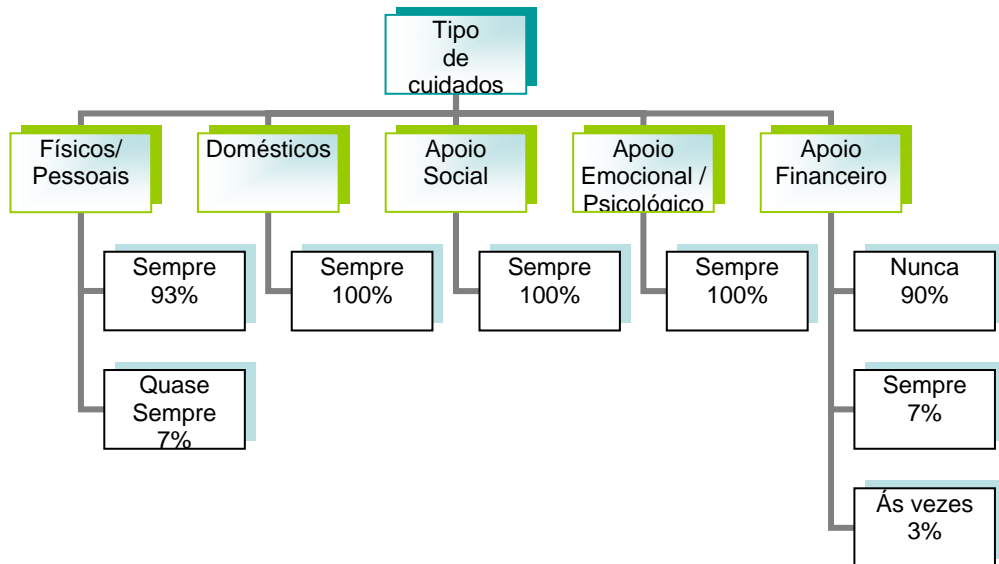 Tipo
de
cuidados
Físicos/
Pessoais
Domésticos
Apoio
Social
Apoio
Emocional /
Psicológico
Apoio
Financeiro
Sempre
93%
Sempre
100%
Sempre
100%
Sempre
100%
Nunca
90%
Quase
Sempre
7%
Sempre
7%
Ás vezes
3%